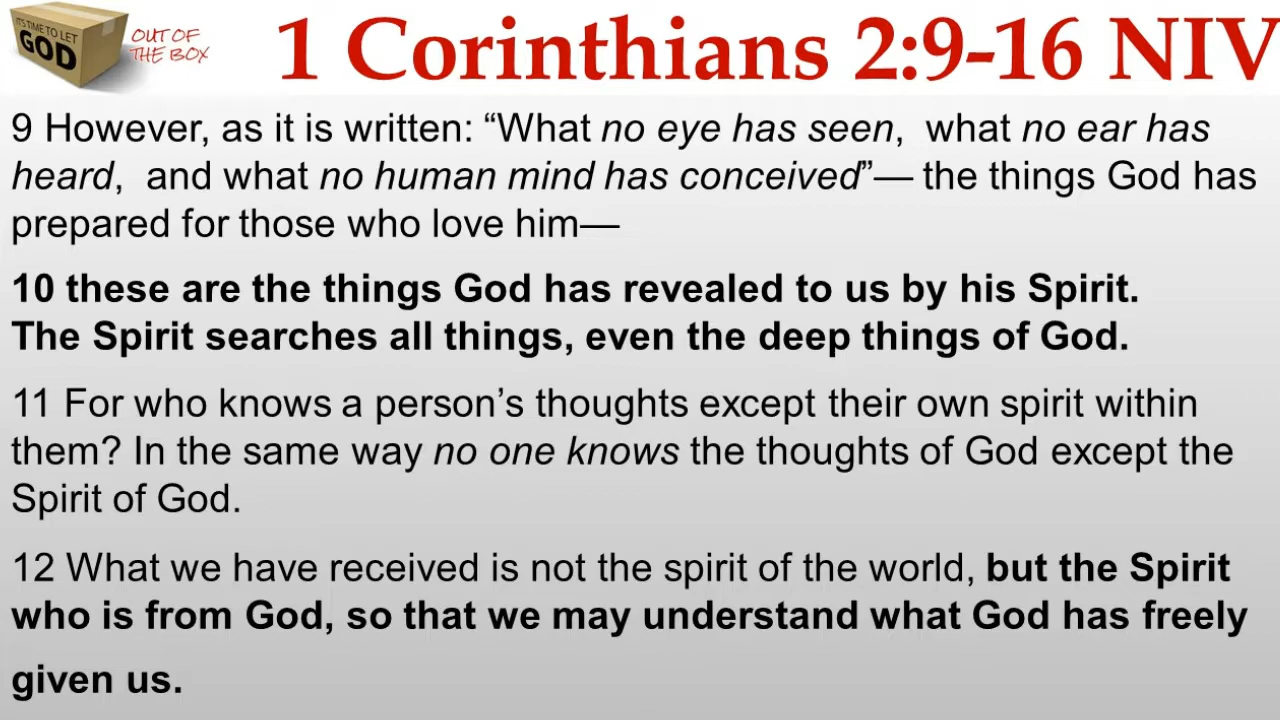 IT'S TIME TO LET
GOD
OUT OF
THE BOX
1 Corinthians 2:9-16 NIV
9 However, as it is written: “What no eye has seen,  what no ear has
heard,  and what no human mind has conceived”— the things God has
prepared for those who love him—
10 these are the things God has revealed to us by his Spirit.
The Spirit searches all things, even the deep things of God.
11 For who knows a person’s thoughts except their own spirit within
them? In the same way no one knows the thoughts of God except the
Spirit of God.
12 What we have received is not the spirit of the world, but the Spirit
who is from God, so that we may understand what God has freely
given us.